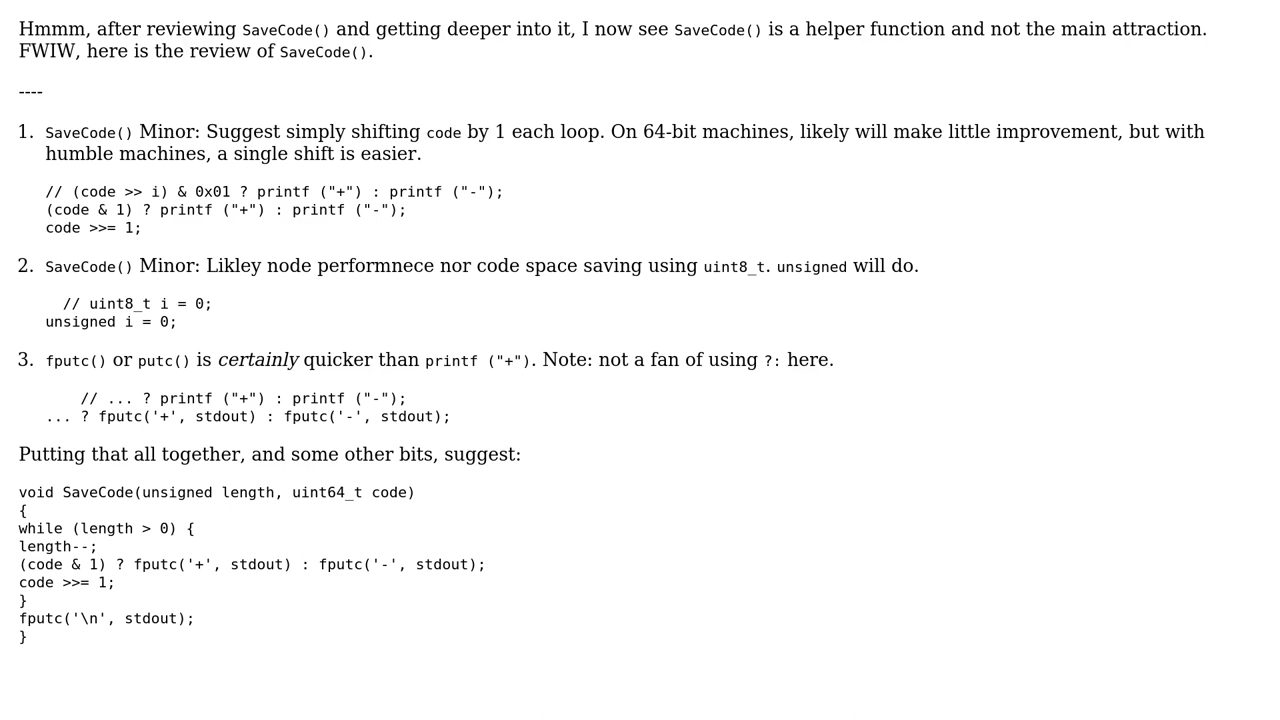 Hmmm, after reviewing SaveCode() and getting deeper into it, I now see SaveCode() is a helper function and not the main attraction.
FWIW, here is the review of SaveCode().
----
1. SaveCode() Minor: Suggest simply shifting code by 1 each loop. On 64-bit machines, likely will make little improvement, but with
humble machines, a single shift is easier.
// (code >> i) & 0x01 ? printf ("+") : printf ("-");
(code & 1) ? printf ("+") : printf ("-");
code >>= 1;
2. SaveCode() Minor: Likley node performnece nor code space saving using uint8_t. unsigned will do.
// uint8_t i = 0;
unsigned i = 0;
3. fputc() or putc() is certainly quicker than printf ("+"). Note: not a fan of using ?: here.
// ... ? printf ("+") : printf ("-");
... ? fputc('+', stdout) : fputc('-', stdout);
Putting that all together, and some other bits, suggest:
void SaveCode(unsigned length, uint64_t code)
{
while (length > 0) {
length--;
(code & 1) ? fputc('+', stdout) : fputc('-', stdout);
code >>= 1;
}
fputc('\n', stdout);
}